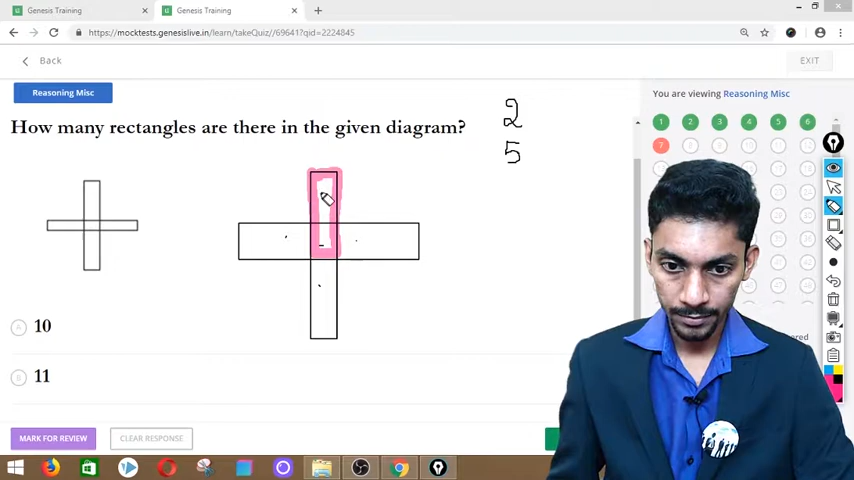 Genesis Training
Genesis Training
https://mocktests.genesislive.in/learn/takeQuiz//69641?qid=2224845
Back
EXIT
Reasoning Misc
You are viewing Reasoning Misc
How many rectangles are there in the given diagram?
2
5
1 2 3 4 5 6
7 8 9
A 10
B 11
MARK FOR REVIEW
CLEAR RESPONSE